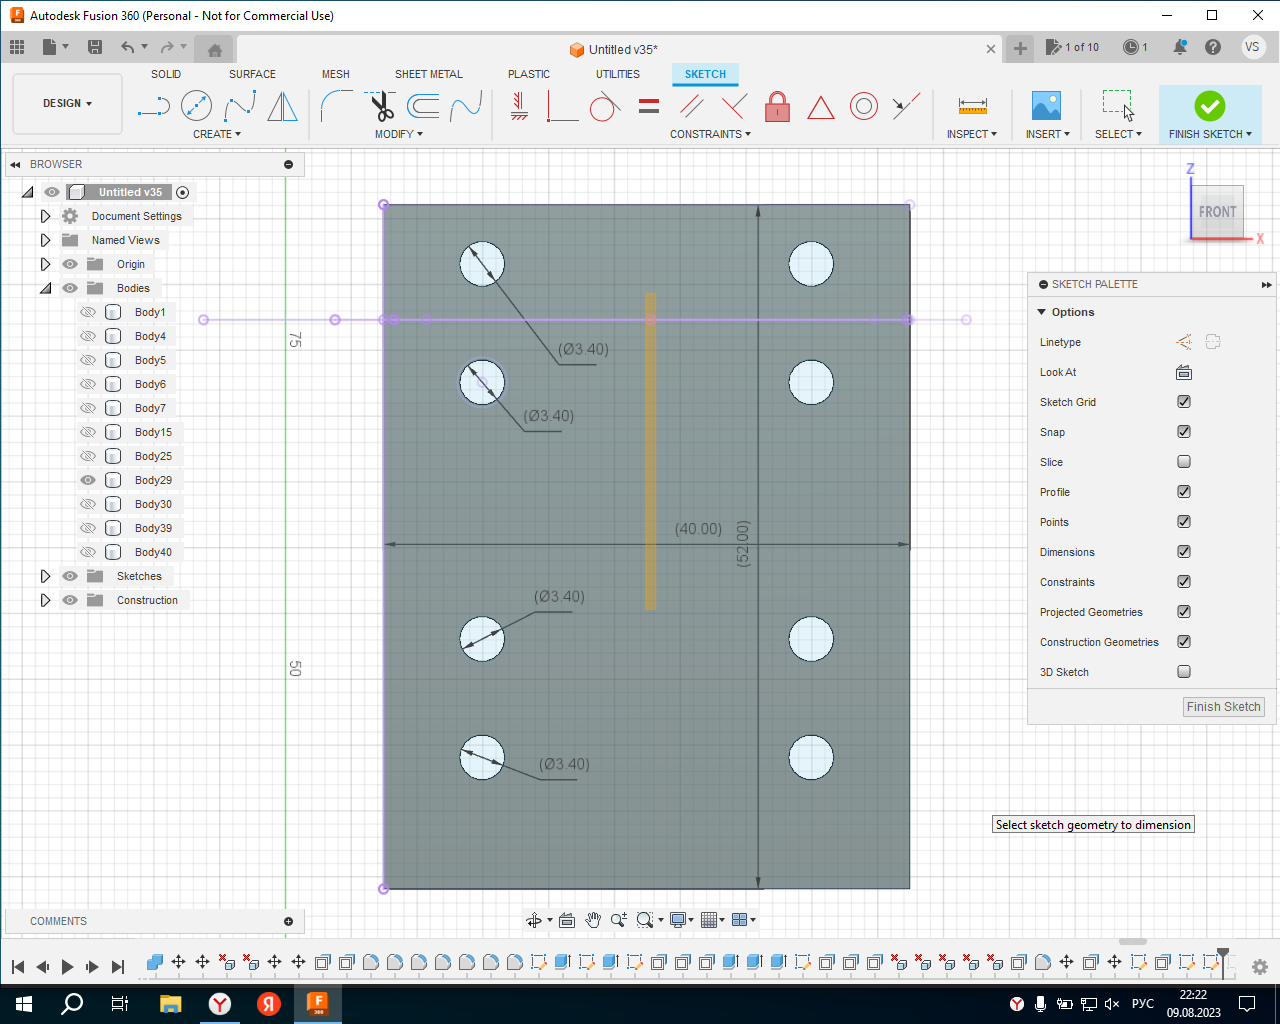 Autodesk Fusion 360 (Personal - Not for Commercial Use)
Untitled v35*
1 of 10
1
VS
DESIGN
SOLID
SURFACE
MESH
SHEET METAL
PLASTIC
UTILITIES
SKETCH
CREATE
MODIFY
CONSTRAINTS
INSPECT
INSERT
SELECT
FINISH SKETCH
BROWSER
Untitled v35
Document Settings
Named Views
Origin
Bodies
Body1
Body4
Body5
Body6
Body7
Body15
Body25
Body29
Body30
Body39
Body40
Sketches
Construction
75
50
(Ø3.40)
(Ø3.40)
(40.00)
(52.00)
(Ø3.40)
(Ø3.40)
Z
FRONT
X
SKETCH PALETTE
Options
Linetype
Look At
Sketch Grid
Snap
Slice
Profile
Points
Dimensions
Constraints
Projected Geometries
Construction Geometries
3D Sketch
Finish Sketch
Select sketch geometry to dimension
COMMENTS
Y
Я
F
360
Y
РУС
22:22
09.08.2023